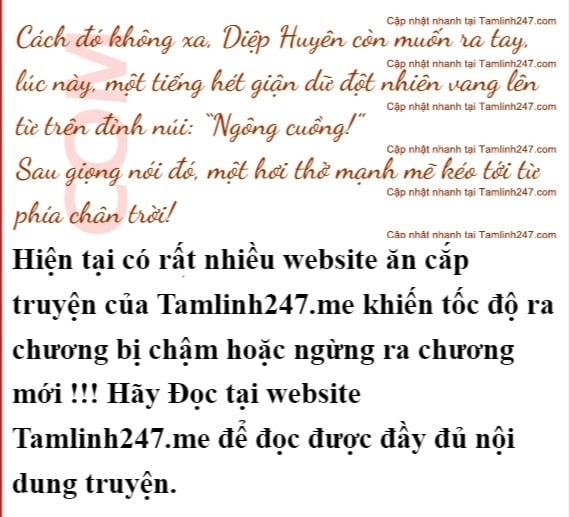 Cập nhật nhanh tại Tamlinh247.com
Cách đó không xa, Diệp Huyên còn muốn ra tay,
Cập nhật nhanh tại Tamlinh247.com
lúc này, một tiếng hét giận dữ đột nhiên vang lên
Cập nhật nhanh tại Tamlinh247.com
từ trên đỉnh núi: “Ngông cuồng!”
Cập nhật nhanh tại Tamlinh247.com
Sau giọng nói đó, một hơi thở mạnh mẽ kéo tới từ
Cập nhật nhanh tại Tamlinh247.com
phía chân trời!
Cập nhật nhanh tại Tamlinh247.com
COM
Hiện tại có rất nhiều website ăn cắp
truyện của Tamlinh247.me khiến tốc độ ra
chương bị chậm hoặc ngừng ra chương
mới !!! Hãy Đọc tại website
Tamlinh247.me để đọc được đầy đủ nội
dung truyện.